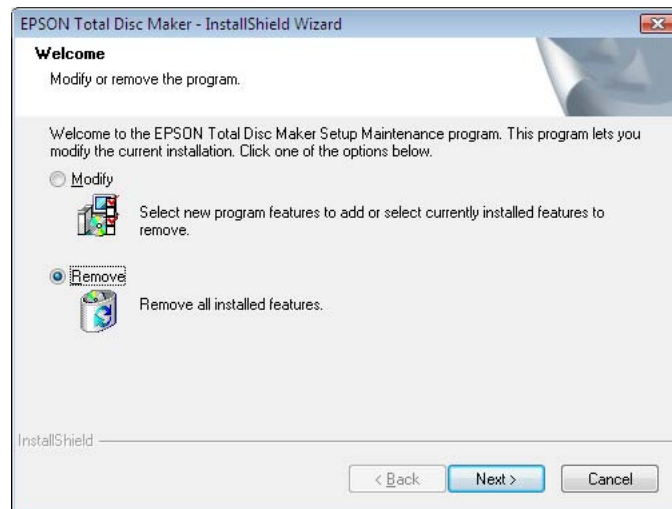 EPSON Total Disc Maker - InstallShield Wizard
Welcome
Modify or remove the program.
Welcome to the EPSON Total Disc Maker Setup Maintenance program. This program lets you
modify the current installation. Click one of the options below.
Modify
Select new program features to add or select currently installed features to
remove.
Remove
Remove all installed features.
InstallShield
< Back
Next >
Cancel